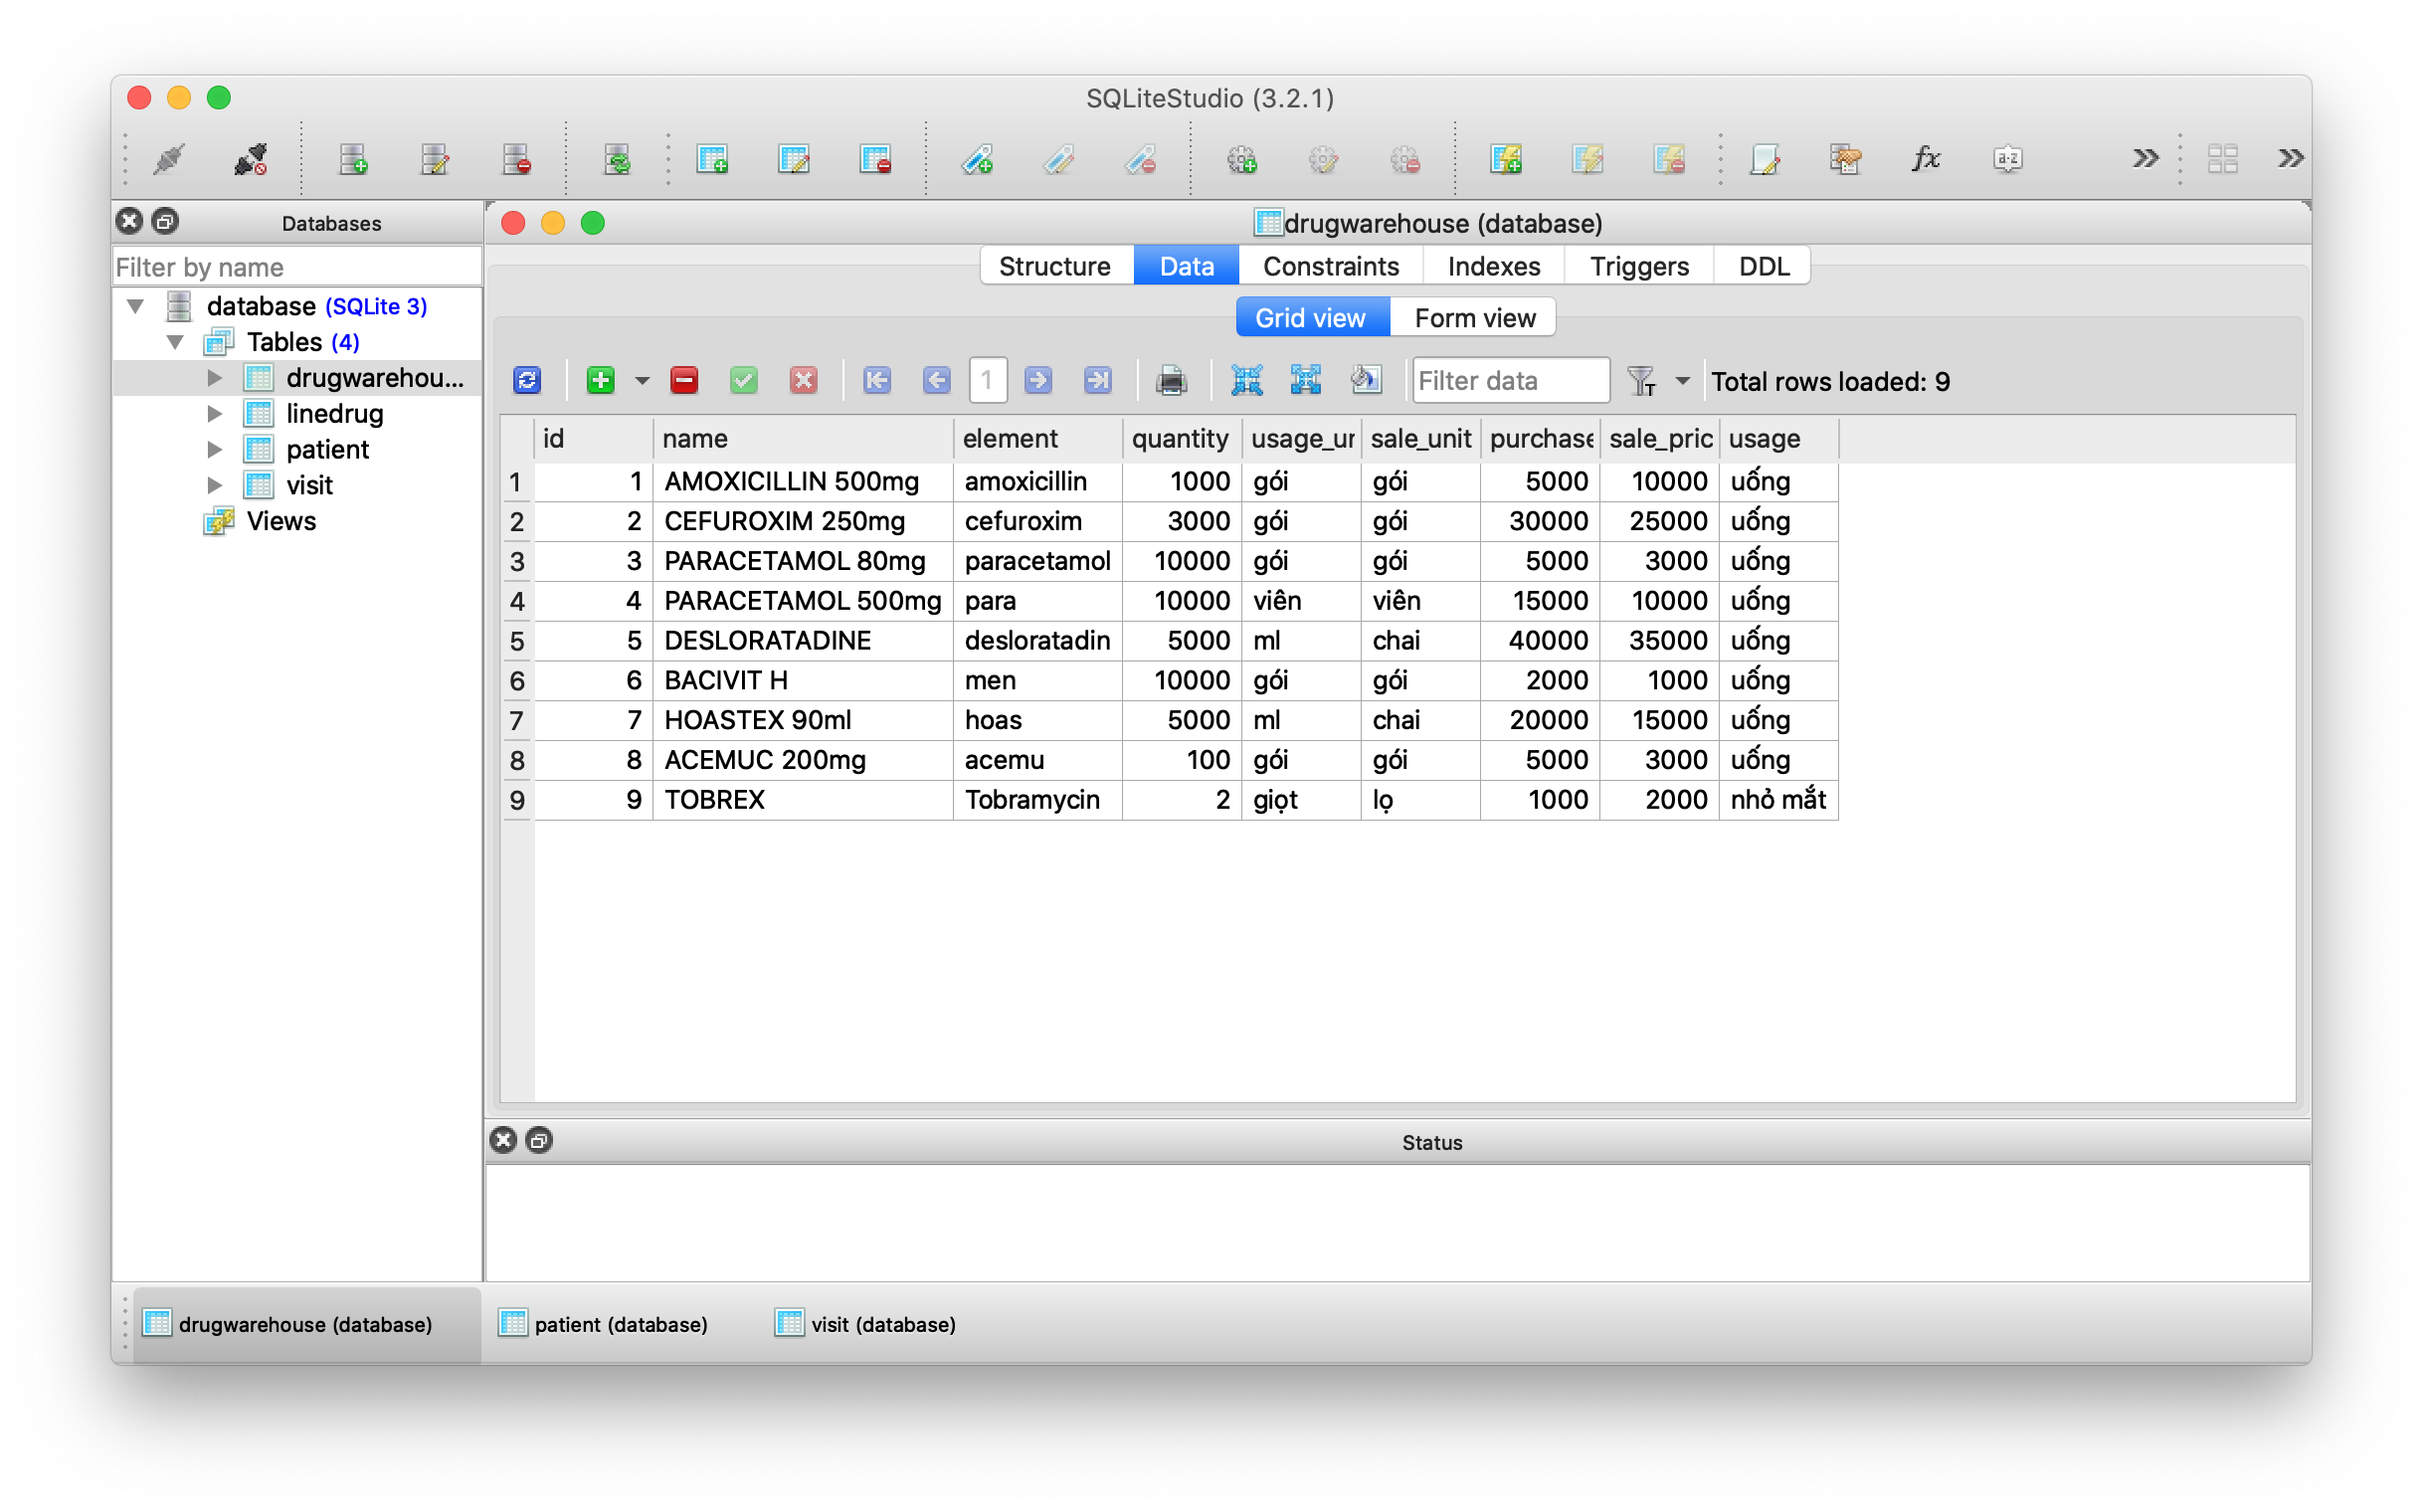 SQLiteStudio (3.2.1)
fx
a·z
Databases
drugwarehouse (database)
Filter by name
Structure Data Constraints Indexes Triggers DDL
database (SQLite 3)
Grid view Form view
Tables (4)
drugwarehou...
linedrug
patient
visit
Views
1 Filter data T Total rows loaded: 9
id name element quantity usage_ur sale_unit purchase sale_pric usage
1 1 AMOXICILLIN 500mg amoxicillin 1000 gói gói 5000 10000 uống
2 2 CEFUROXIM 250mg cefuroxim 3000 gói gói 30000 25000 uống
3 3 PARACETAMOL 80mg paracetamol 10000 gói gói 5000 3000 uống
4 4 PARACETAMOL 500mg para 10000 viên viên 15000 10000 uống
5 5 DESLORATADINE desloratadin 5000 ml chai 40000 35000 uống
6 6 BACIVIT H men 10000 gói gói 2000 1000 uống
7 7 HOASTEX 90ml hoas 5000 ml chai 20000 15000 uống
8 8 ACEMUC 200mg acemu 100 gói gói 5000 3000 uống
9 9 TOBREX Tobramycin 2 giọt lọ 1000 2000 nhỏ mắt
Status
drugwarehouse (database) patient (database) visit (database)